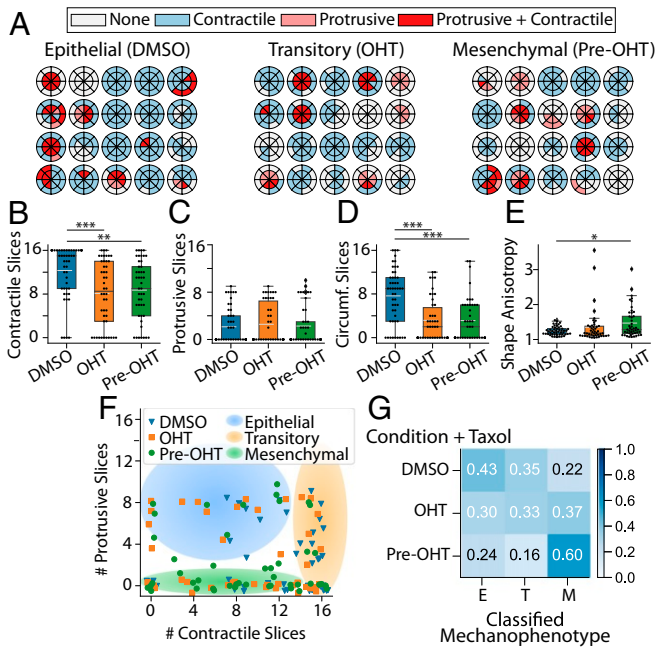 A
None Contractile Protrusive Protrusive + Contractile
Epithelial (DMSO) Transitory (OHT) Mesenchymal (Pre-OHT)
B
***
**
Contractile Slices
16
8
0
DMSO
OHT
Pre-OHT
C
Protrusive Slices
16
8
0
DMSO
OHT
Pre-OHT
D
***
***
Circumf. Slices
16
8
0
DMSO
OHT
Pre-OHT
E
*
Shape Anisotropy
3
2
1
DMSO
OHT
Pre-OHT
F
DMSO Epithelial
OHT Transitory
Pre-OHT Mesenchymal
# Protrusive Slices
16
12
8
4
0
0 4 8 12 16
# Contractile Slices
G
Condition + Taxol
DMSO 0.43 0.35 0.22
OHT 0.30 0.33 0.37
Pre-OHT 0.24 0.16 0.60
E T M
Classified
Mechanophenotype
1.0
0.8
0.6
0.4
0.2
0.0